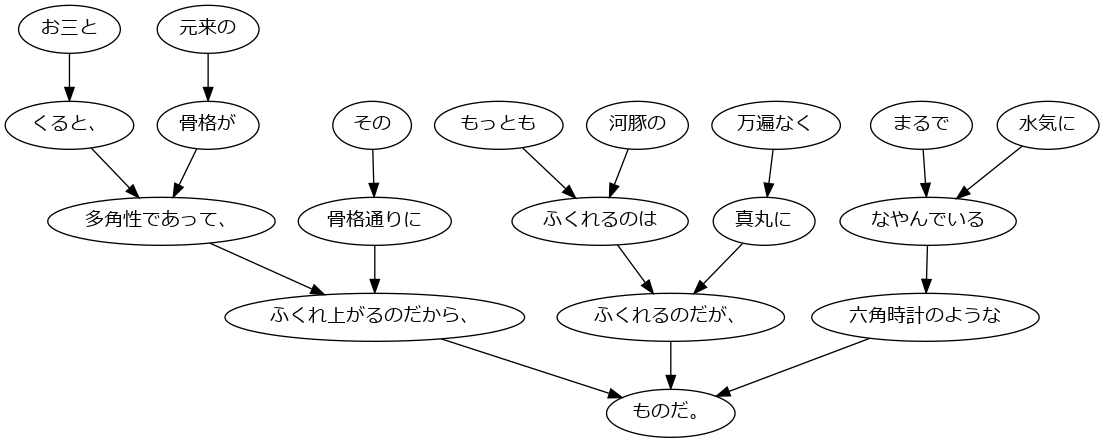 お三と 元来の
くると、 骨格が その もっとも 河豚の 万遍なく まるで 水気に
多角性であって、 骨格通りに ふくれるのは 真丸に なやんでいる
ふくれ上がるのだから、 ふくれるのだが、 六角時計のような
ものだ。